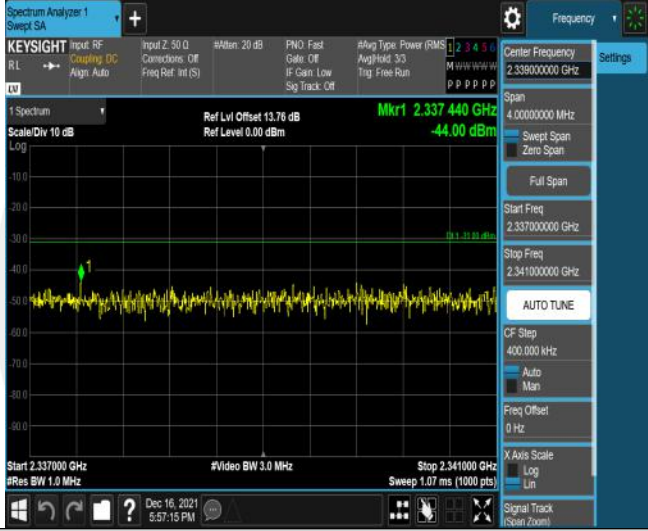 Spectrum Analyzer 1
Swept SA
+
Frequency
KEYSIGHT
RL
LV
Input: RF
Coupling: DC
Align: Auto
Input Z: 50 Ω
Corrections: Off
Freq Ref: Int (S)
#Atten: 20 dB
PNO: Fast
Gate: Off
IF Gain: Low
Sig Track: Off
#Avg Type: Power (RMS
Avg|Hold: 3/3
Trig: Free Run
1 2 3 4 5 6
M W W W W W
P P P P P P
1 Spectrum
Scale/Div 10 dB
Log
Ref Lvl Offset 13.76 dB
Ref Level 0.00 dBm
Mkr1 2.337 440 GHz
-44.00 dBm
-10.0
-20.0
-30.0
DL1 -31.00 dBm
-40.0
1
-50.0
-60.0
-70.0
-80.0
-90.0
Start 2.337000 GHz
#Video BW 3.0 MHz
Stop 2.341000 GHz
#Res BW 1.0 MHz
Sweep 1.07 ms (1000 pts)
?
Dec 16, 2021
5:57:15 PM
Settings
Center Frequency
2.339000000 GHz
Span
4.00000000 MHz
Swept Span
Zero Span
Full Span
Start Freq
2.337000000 GHz
Stop Freq
2.341000000 GHz
AUTO TUNE
CF Step
400.000 kHz
Auto
Man
Freq Offset
0 Hz
X Axis Scale
Log
Lin
Signal Track
(Span Zoom)